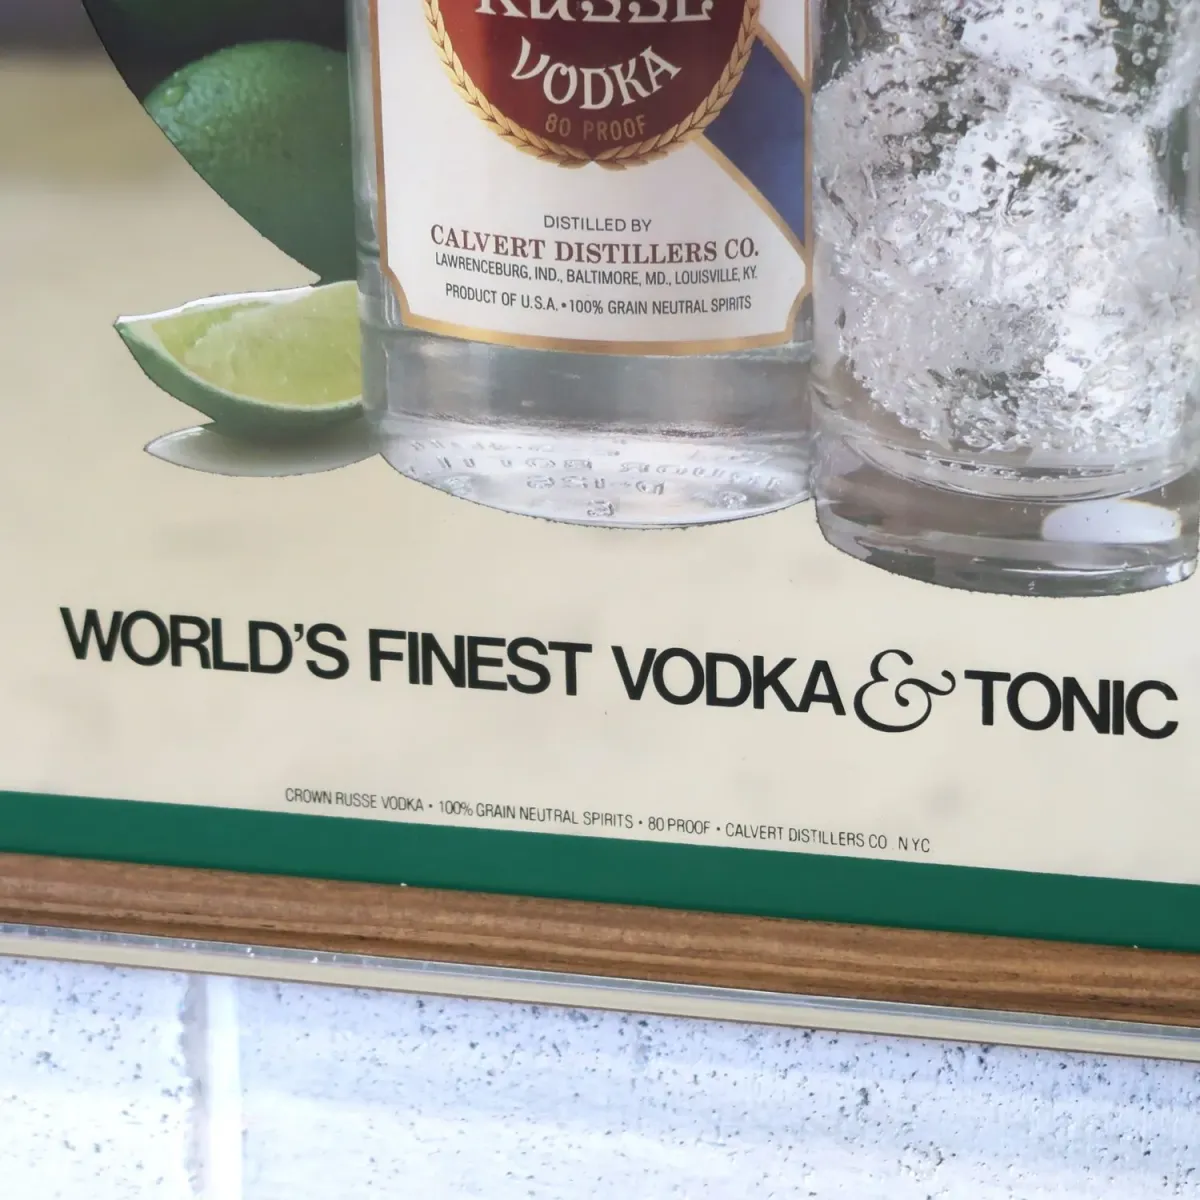 RUSSE
VODKA
80 PROOF
DISTILLED BY
CALVERT DISTILLERS CO.
LAWRENCEBURG, IND., BALTIMORE, MD., LOUISVILLE, KY.
PRODUCT OF U.S.A. • 100% GRAIN NEUTRAL SPIRITS
WORLD'S FINEST VODKA & TONIC
CROWN RUSSE VODKA • 100% GRAIN NEUTRAL SPIRITS • 80 PROOF • CALVERT DISTILLERS CO. NYC